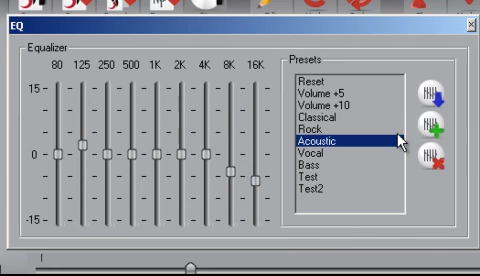 EQ
Equalizer
80 125 250 500 1K 2K 4K 8K 16K
15
0
-15
Presets
Reset
Volume +5
Volume +10
Classical
Rock
Acoustic
Vocal
Bass
Test
Test2